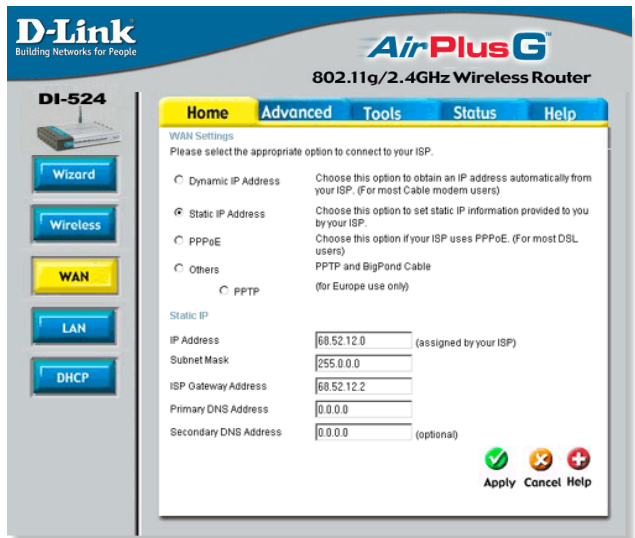 D-Link
Building Networks for People
AirPlusG™
802.11g/2.4GHz Wireless Router
DI-524
Home Advanced Tools Status Help
Wizard
Wireless
WAN
LAN
DHCP
WAN Settings
Please select the appropriate option to connect to your ISP.
Dynamic IP Address Choose this option to obtain an IP address automatically from
your ISP. (For most Cable modem users)
Static IP Address Choose this option to set static IP information provided to you
by your ISP.
PPPoE Choose this option if your ISP uses PPPoE. (For most DSL
users)
Others PPTP and BigPond Cable
PPTP (for Europe use only)
Static IP
IP Address 68.52.12.0 (assigned by your ISP)
Subnet Mask 255.0.0.0
ISP Gateway Address 68.52.12.2
Primary DNS Address 0.0.0.0
Secondary DNS Address 0.0.0.0 (optional)
Apply Cancel Help